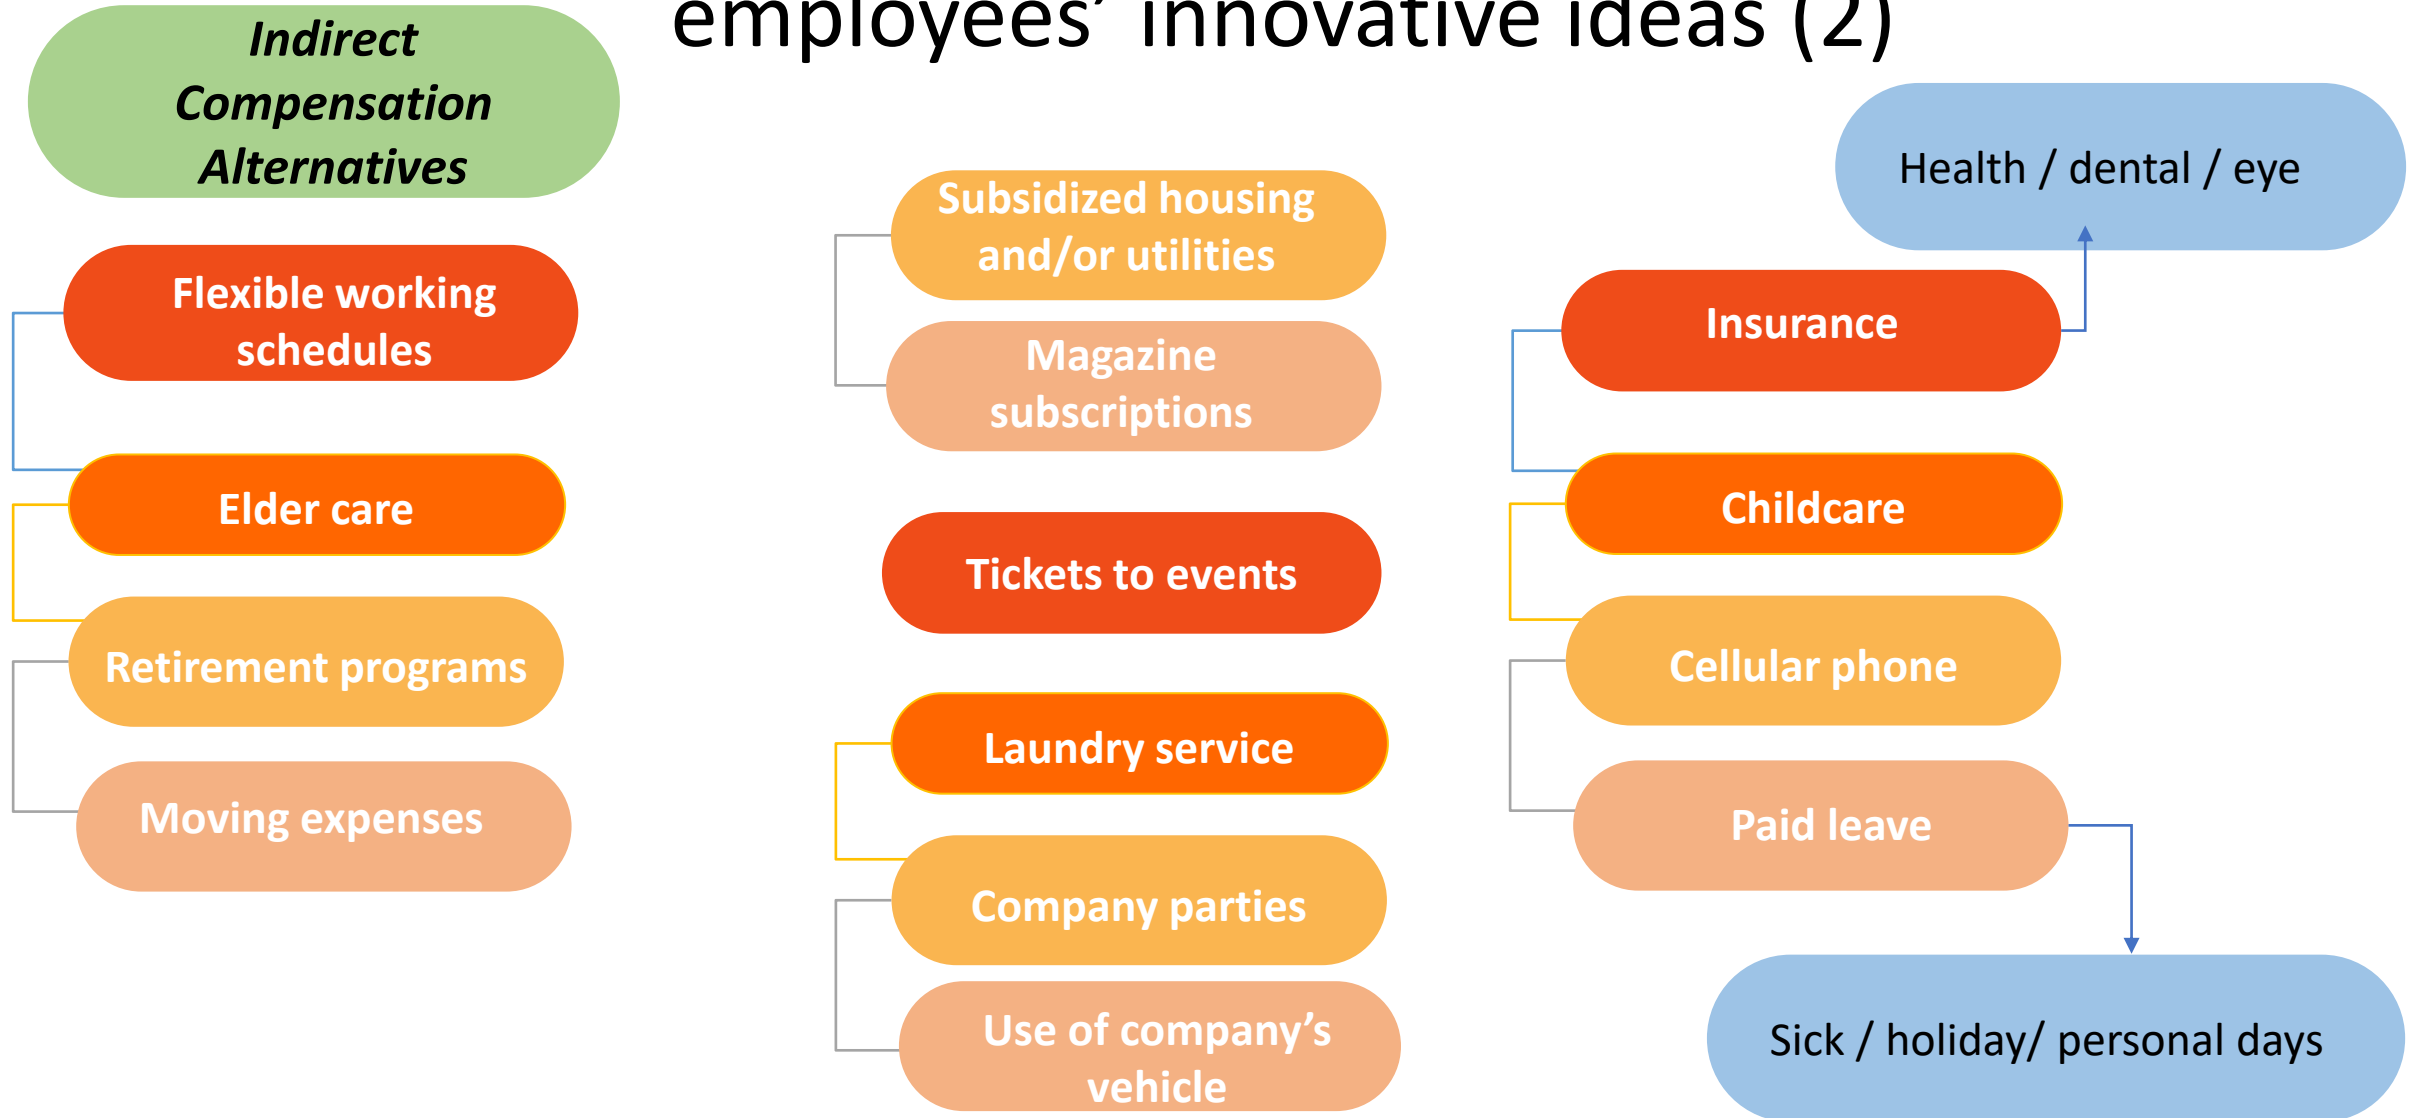 employees’ innovative ideas (2)
Indirect
Compensation
Alternatives
Flexible working
schedules
Elder care
Retirement programs
Moving expenses
Subsidized housing
and/or utilities
Magazine
subscriptions
Tickets to events
Laundry service
Company parties
Use of company’s
vehicle
Health / dental / eye
Insurance
Childcare
Cellular phone
Paid leave
Sick / holiday/ personal days